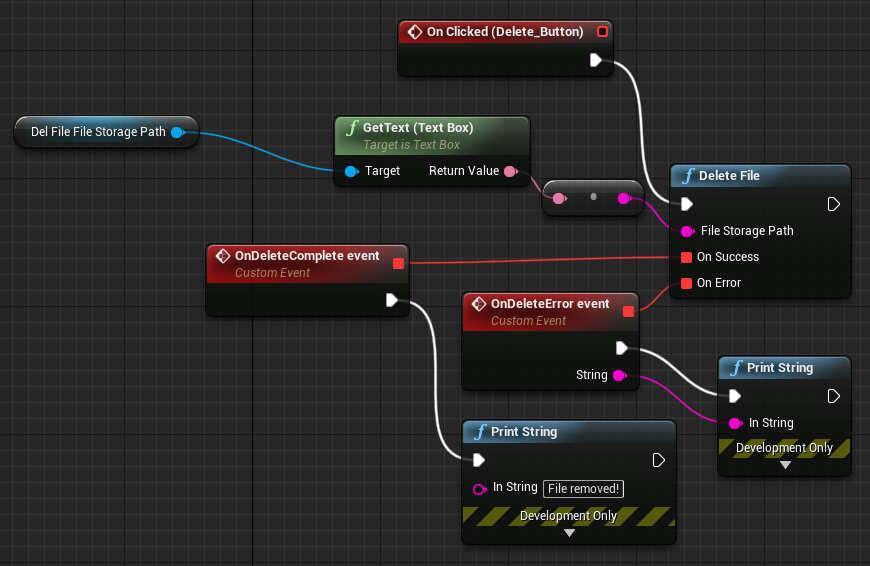 On Clicked (Delete_Button)
Del File File Storage Path
f GetText (Text Box)
Target is Text Box
Target Return Value
f Delete File
File Storage Path
On Success
On Error
OnDeleteComplete event
Custom Event
OnDeleteError event
Custom Event
String
f Print String
In String
Development Only
f Print String
In String File removed!
Development Only